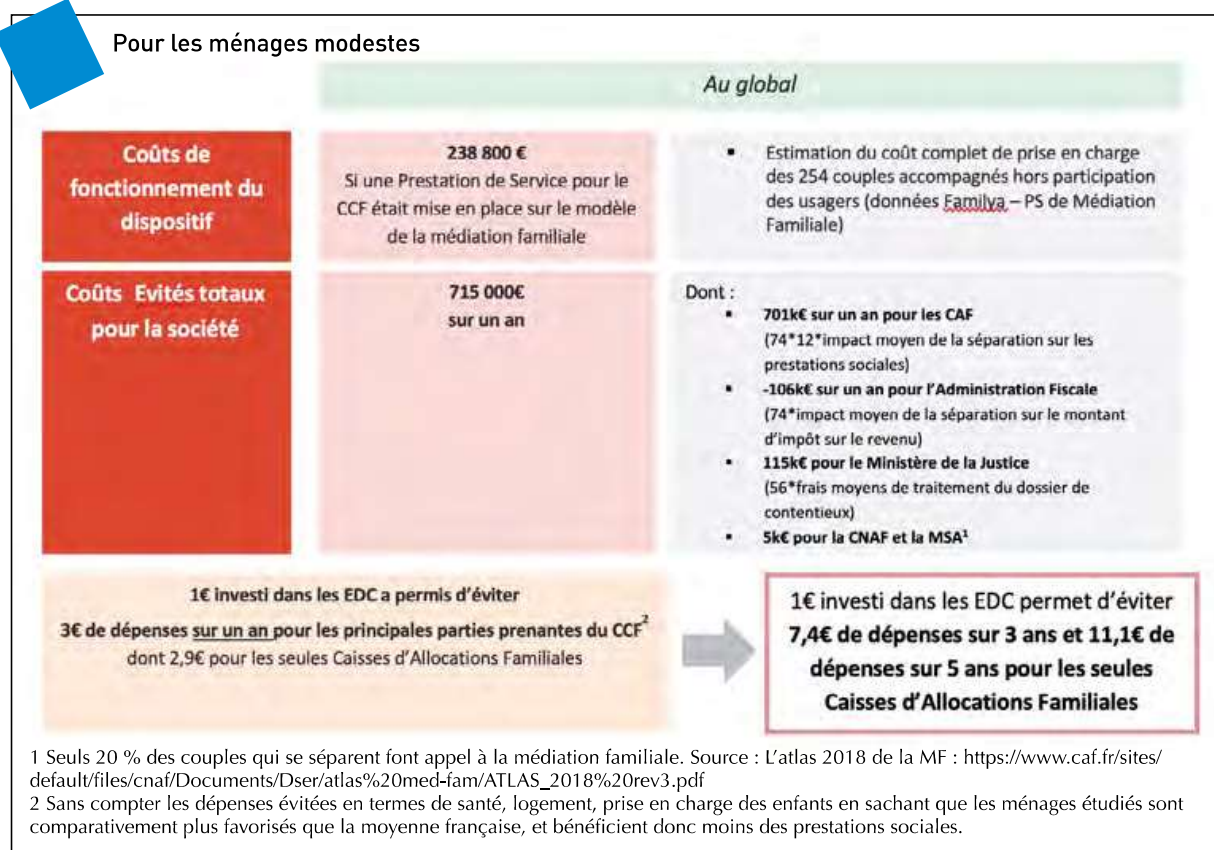 Pour les ménages modestes
Au global
Coûts de
fonctionnement du
dispositif
238 800 €
Si une Prestation de Service pour le
CCF était mise en place sur le modèle
de la médiation familiale
▪ Estimation du coût complet de prise en charge
des 254 couples accompagnés hors participation
des usagers (données Familya – PS de Médiation
Familiale)
Coûts Evités totaux
pour la société
715 000€
sur un an
Dont :
▪ 701k€ sur un an pour les CAF
(74*12*impact moyen de la séparation sur les
prestations sociales)
▪ -106k€ sur un an pour l'Administration Fiscale
(74*impact moyen de la séparation sur le montant
d'impôt sur le revenu)
▪ 115k€ pour le Ministère de la Justice
(56*frais moyens de traitement du dossier de
contentieux)
▪ 5k€ pour la CNAF et la MSA¹
1€ investi dans les EDC a permis d'éviter
3€ de dépenses sur un an pour les principales parties prenantes du CCF²
dont 2,9€ pour les seules Caisses d'Allocations Familiales
1€ investi dans les EDC permet d'éviter
7,4€ de dépenses sur 3 ans et 11,1€ de
dépenses sur 5 ans pour les seules
Caisses d'Allocations Familiales
1 Seuls 20 % des couples qui se séparent font appel à la médiation familiale. Source : L'atlas 2018 de la MF : https://www.caf.fr/sites/
default/files/cnaf/Documents/Dser/atlas%20med-fam/ATLAS_2018%20rev3.pdf
2 Sans compter les dépenses évitées en termes de santé, logement, prise en charge des enfants en sachant que les ménages étudiés sont
comparativement plus favorisés que la moyenne française, et bénéficient donc moins des prestations sociales.